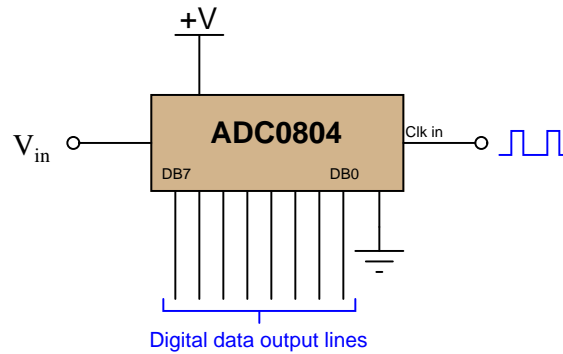 +V
ADC0804
Clk in
Vin
DB7
DB0
Digital data output lines